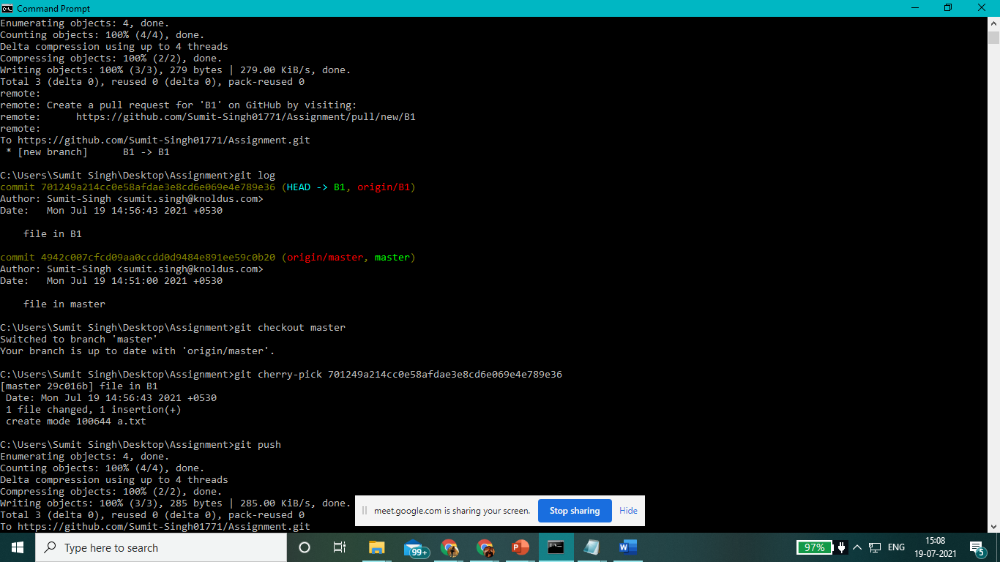 Command Prompt
Enumerating objects: 4, done.
Counting objects: 100% (4/4), done.
Delta compression using up to 4 threads
Compressing objects: 100% (2/2), done.
Writing objects: 100% (3/3), 279 bytes | 279.00 KiB/s, done.
Total 3 (delta 0), reused 0 (delta 0), pack-reused 0
remote:
remote: Create a pull request for 'B1' on GitHub by visiting:
remote:      https://github.com/Sumit-Singh01771/Assignment/pull/new/B1
remote:
To https://github.com/Sumit-Singh01771/Assignment.git
 * [new branch]      B1 -> B1
C:\Users\Sumit Singh\Desktop\Assignment>git log
commit 701249a214cc0e58afdae3e8cd6e069e4e789e36 (HEAD -> B1, origin/B1)
Author: Sumit-Singh <sumit.singh@knoldus.com>
Date:   Mon Jul 19 14:56:43 2021 +0530
    file in B1
commit 4942c007cfcd09aa0ccdd0d9484e891ee59c0b20 (origin/master, master)
Author: Sumit-Singh <sumit.singh@knoldus.com>
Date:   Mon Jul 19 14:51:00 2021 +0530
    file in master
C:\Users\Sumit Singh\Desktop\Assignment>git checkout master
Switched to branch 'master'
Your branch is up to date with 'origin/master'.
C:\Users\Sumit Singh\Desktop\Assignment>git cherry-pick 701249a214cc0e58afdae3e8cd6e069e4e789e36
[master 29c016b] file in B1
 Date: Mon Jul 19 14:56:43 2021 +0530
 1 file changed, 1 insertion(+)
 create mode 100644 a.txt
C:\Users\Sumit Singh\Desktop\Assignment>git push
Enumerating objects: 4, done.
Counting objects: 100% (4/4), done.
Delta compression using up to 4 threads
Compressing objects: 100% (2/2), done.
Writing objects: 100% (3/3), 285 bytes | 285.00 KiB/s, done.
Total 3 (delta 0), reused 0 (delta 0), pack-reused 0
To https://github.com/Sumit-Singh01771/Assignment.git
meet.google.com is sharing your screen. Stop sharing Hide
Type here to search
99+
97%
ENG
15:08
19-07-2021
5